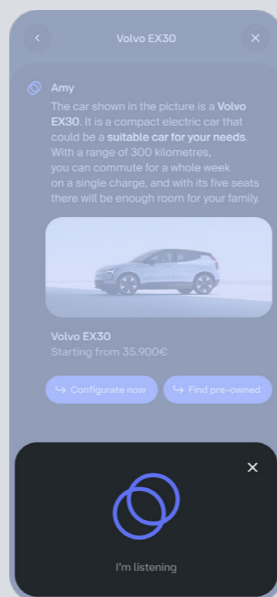 Volvo EX30
Amy
The car shown in the picture is a Volvo
EX30. It is a compact electric car that
could be a suitable car for your needs.
With a range of 300 kilometres,
you can commute for a whole week
on a single charge, and with its five seats
there will be enough room for your family.
Volvo EX30
Starting from 35.900€
Configurate now
Find pre-owned
I'm listening